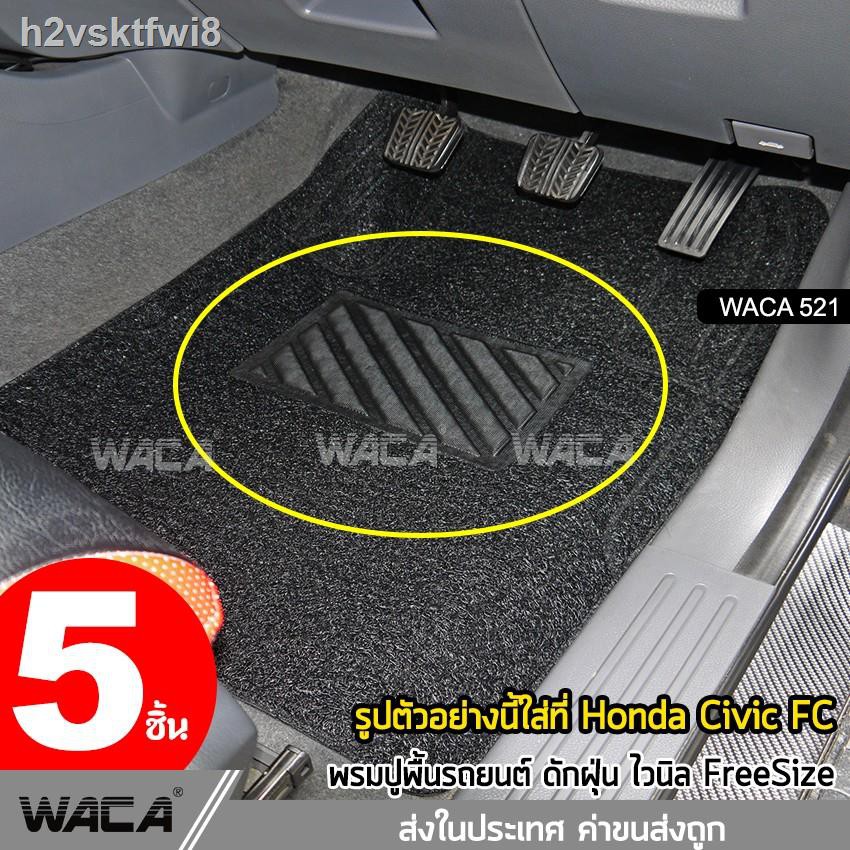 h2vsktfwi8
WACA 521
WACA WACA WACA
5
ชิ้น
รูปตัวอย่างนี้ใส่ที่ Honda Civic FC
พรมปูพื้นรถยนต์ ดักฝุ่น ไวนิล FreeSize
WACA®
ส่งในประเทศ ค่าขนส่งถูก